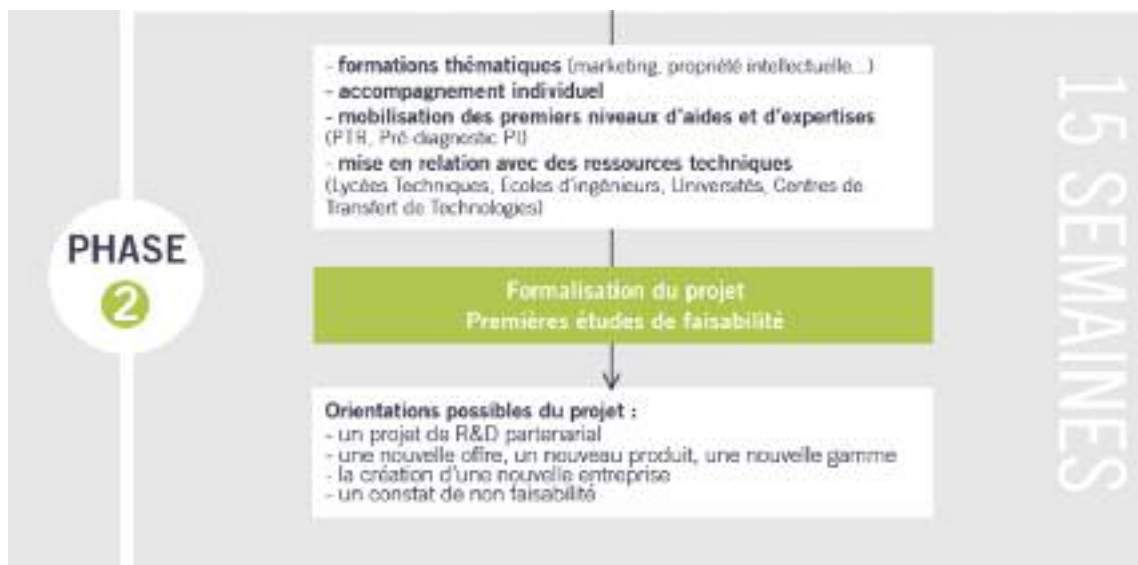 PHASE
2
- formations thématiques (marketing, propriété intellectuelle...)
- accompagnement individuel
- mobilisation des premiers niveaux d'aides et d'expertises
(PTR, Pré-diagnostic PI)
- mise en relation avec des ressources techniques
(Lycées Techniques, Ecoles d'ingénieurs, Universités, Centres de
Transfert de Technologies)
Formalisation du projet
Premières études de faisabilité
Orientations possibles du projet :
- un projet de R&D partenarial
- une nouvelle offre, un nouveau produit, une nouvelle gamme
- la création d'une nouvelle entreprise
- un constat de non faisabilité
15 SEMAINES